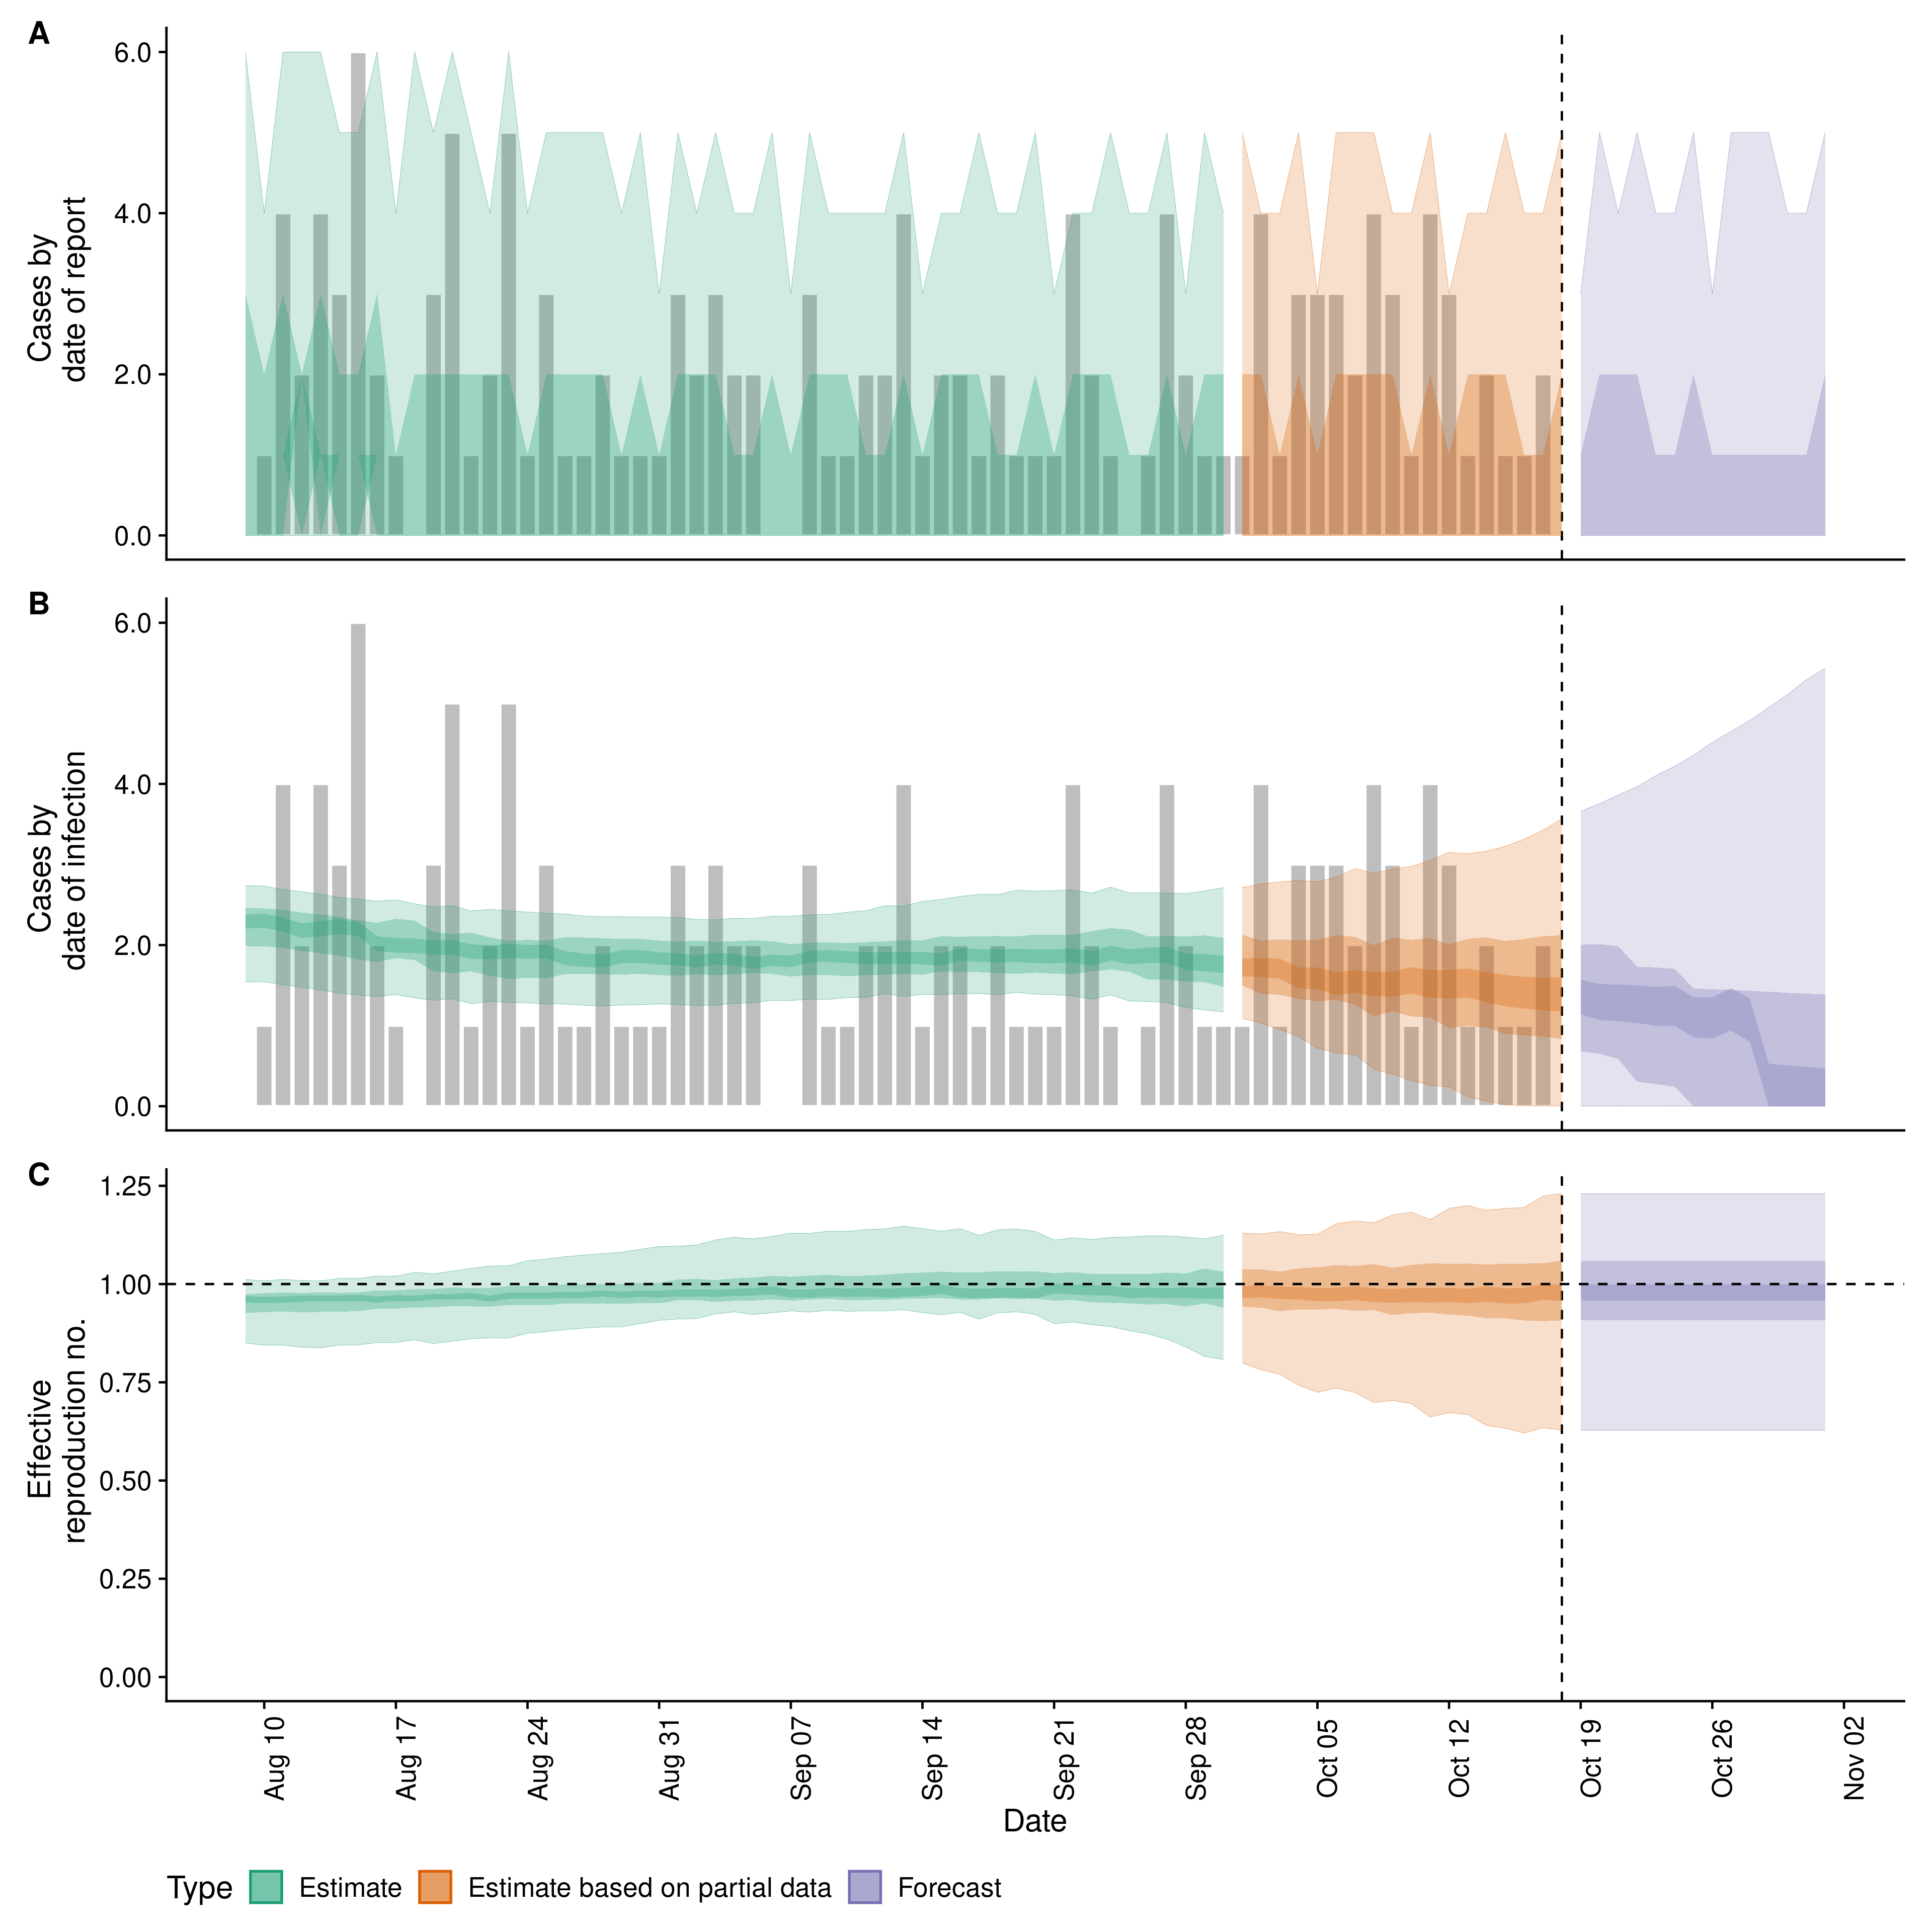 A
6.0
4.0
2.0
0.0
Cases by
date of report
B
6.0
4.0
2.0
0.0
Cases by
date of infection
C
1.25
1.00
0.75
0.50
0.25
0.00
Effective
reproduction no.
Aug 10
Aug 17
Aug 24
Aug 31
Sep 07
Sep 14
Sep 21
Sep 28
Oct 05
Oct 12
Oct 19
Oct 26
Nov 02
Date
Type Estimate Estimate based on partial data Forecast